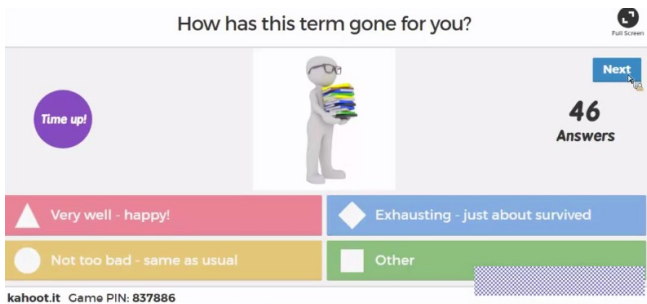 How has this term gone for you?
Full Screen
Next
Time up!
46
Answers
Very well - happy!
Exhausting - just about survived
Not too bad - same as usual
Other
kahoot.it Game PIN: 837886